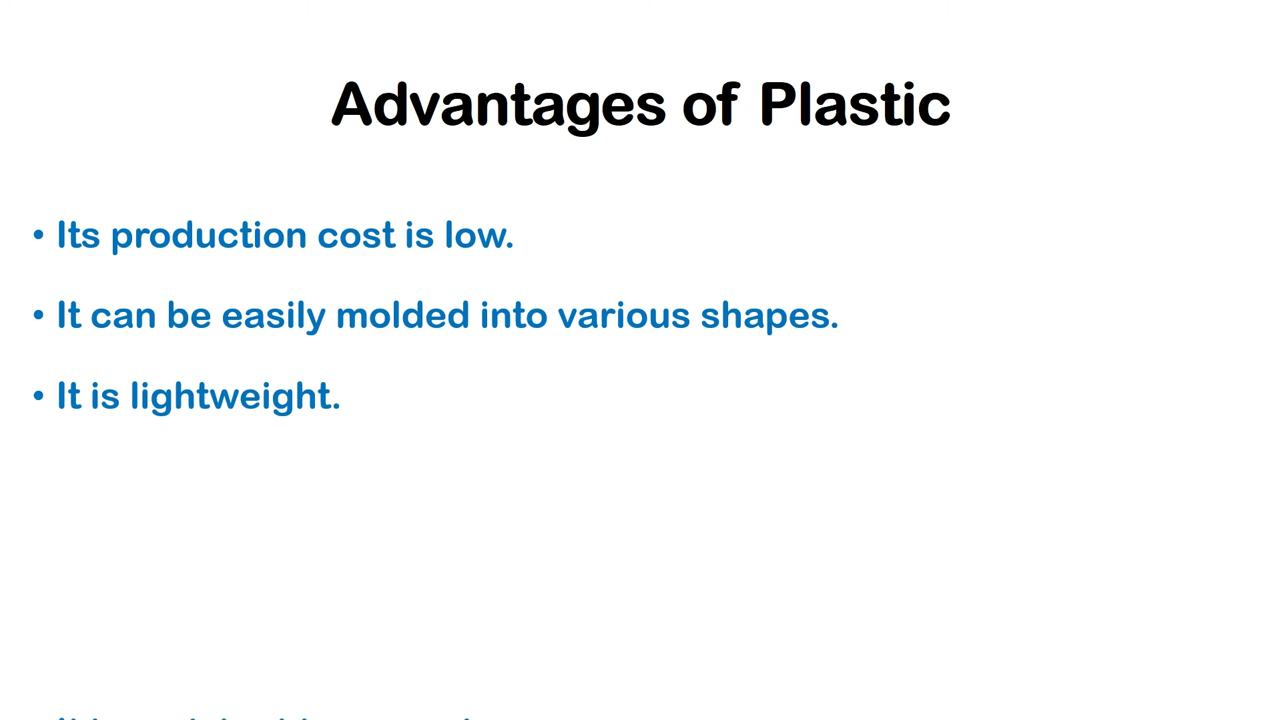 Advantages of Plastic
• Its production cost is low.
• It can be easily molded into various shapes.
• It is lightweight.